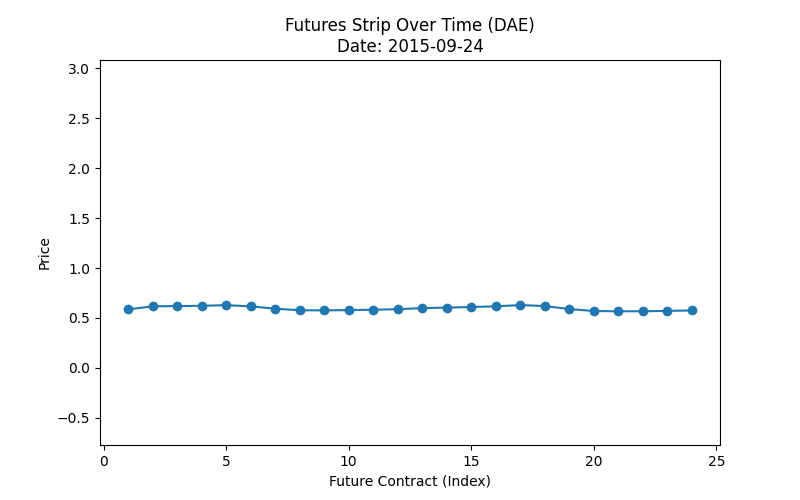 Futures Strip Over Time (DAE)
Date: 2015-09-24
3.0
2.5
2.0
1.5
1.0
0.5
0.0
−0.5
Price
0 5 10 15 20 25
Future Contract (Index)